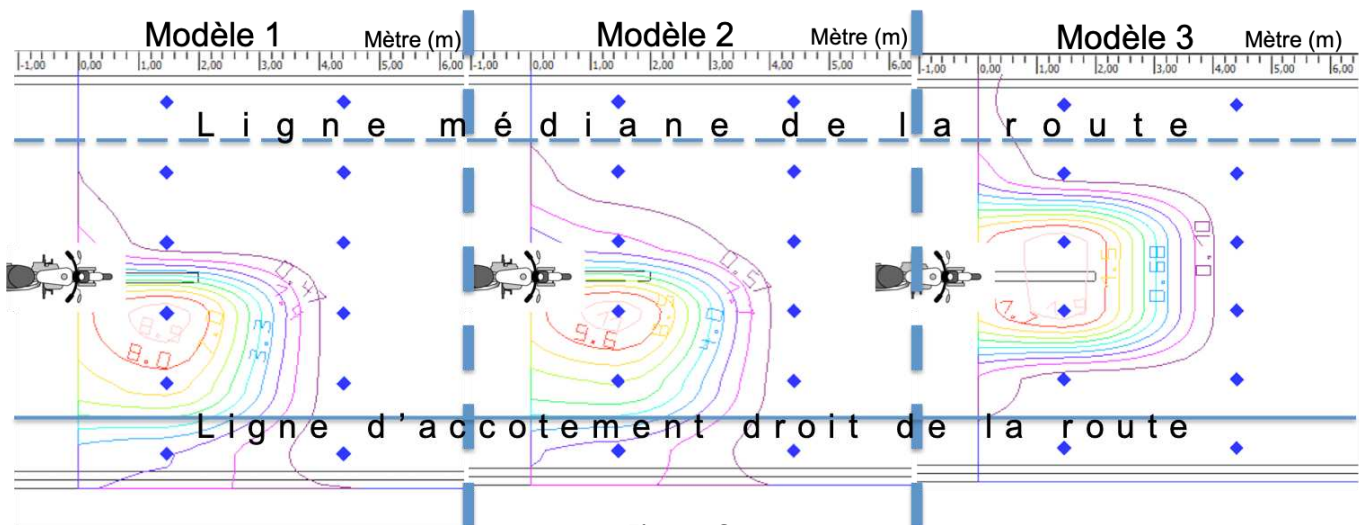 Modèle 1 Mètre (m) Modèle 2 Mètre (m) Modèle 3 Mètre (m)
-1,00 0,00 1,00 2,00 3,00 4,00 5,00 6,00 -1,00 0,00 1,00 2,00 3,00 4,00 5,00 6,00 -1,00 0,00 1,00 2,00 3,00 4,00 5,00 6,00
Ligne médiane de la route
8.0 3.3
9.6 4.0 0.57
Ligne d'accotement droit de la route